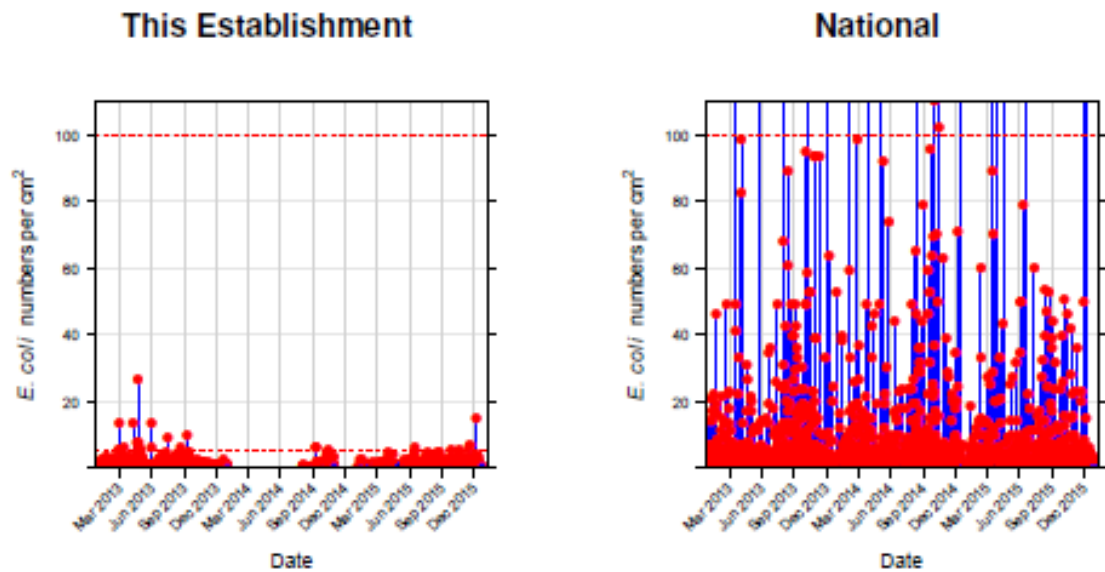 This Establishment
National
E. coli numbers per cm2
100
80
60
40
20
Mar 2013
Jun 2013
Sep 2013
Dec 2013
Mar 2014
Jun 2014
Sep 2014
Dec 2014
Mar 2015
Jun 2015
Sep 2015
Dec 2015
Date
E. coli numbers per cm2
100
80
60
40
20
Mar 2013
Jun 2013
Sep 2013
Dec 2013
Mar 2014
Jun 2014
Sep 2014
Dec 2014
Mar 2015
Jun 2015
Sep 2015
Dec 2015
Date